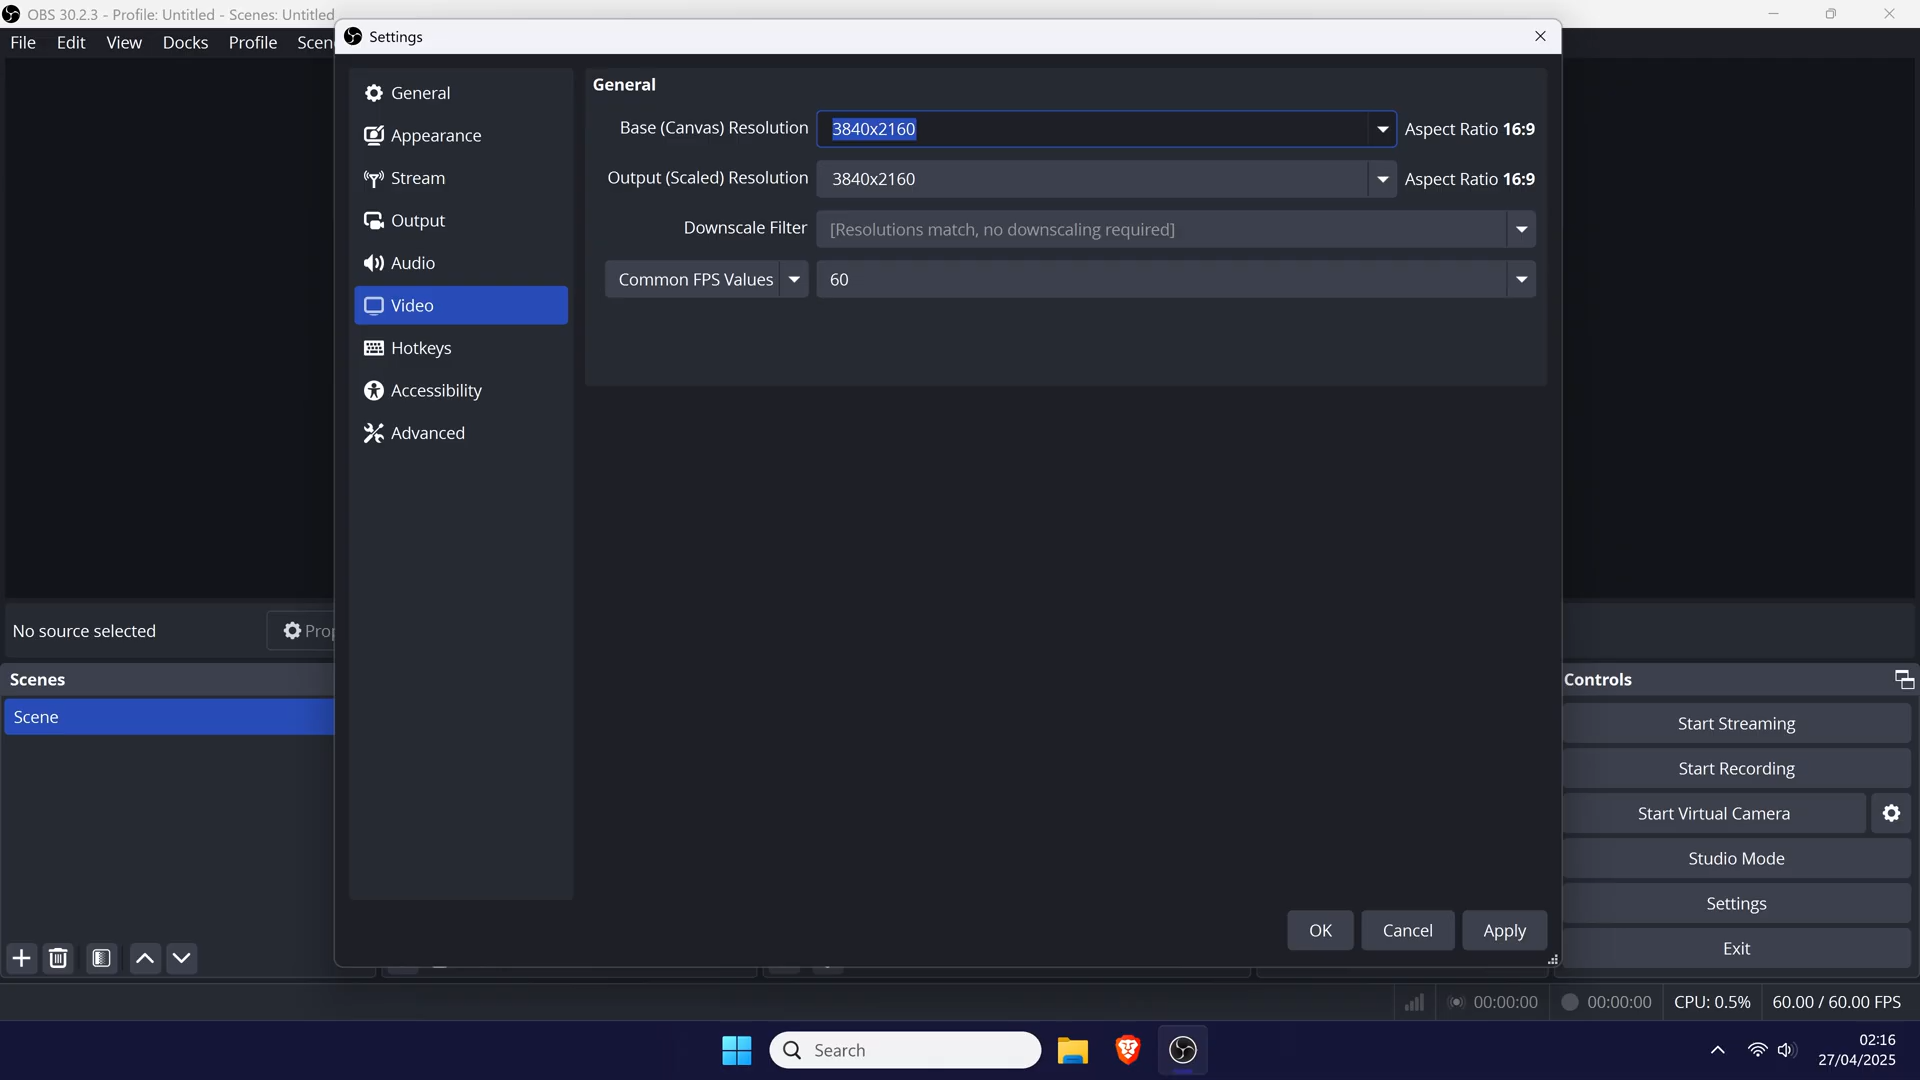 OBS 30.2.3 - Profile: Untitled - Scenes: Untitled
File Edit View Docks Profile Scen
Settings
General
Appearance
Stream
Output
Audio
Video
Hotkeys
Accessibility
Advanced
General
Base (Canvas) Resolution 3840x2160 Aspect Ratio 16:9
Output (Scaled) Resolution 3840x2160 Aspect Ratio 16:9
Downscale Filter [Resolutions match, no downscaling required]
Common FPS Values 60
No source selected
Prop
Scenes
Scene
OK Cancel Apply
Controls
Start Streaming
Start Recording
Start Virtual Camera
Studio Mode
Settings
Exit
00:00:00 00:00:00 CPU: 0.5% 60.00 / 60.00 FPS
Search
02:16
27/04/2025